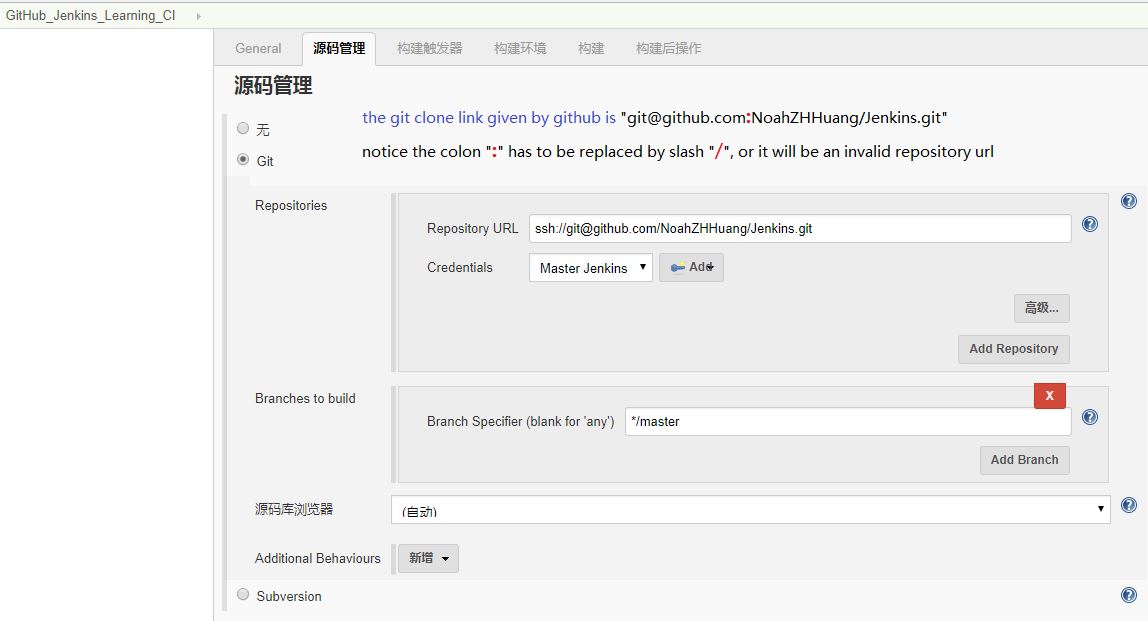 GitHub_Jenkins_Learning_CI
General 源码管理 构建触发器 构建环境 构建 构建后操作
源码管理
the git clone link given by github is "git@github.com:NoahZHHuang/Jenkins.git"
无
notice the colon ":" has to be replaced by slash "/", or it will be an invalid repository url
Git
Repositories
Repository URL ssh://git@github.com/NoahZHHuang/Jenkins.git
Credentials Master Jenkins Add
高级...
Add Repository
Branches to build
X
Branch Specifier (blank for 'any') */master
Add Branch
源码库浏览器 (自动)
Additional Behaviours 新增
Subversion